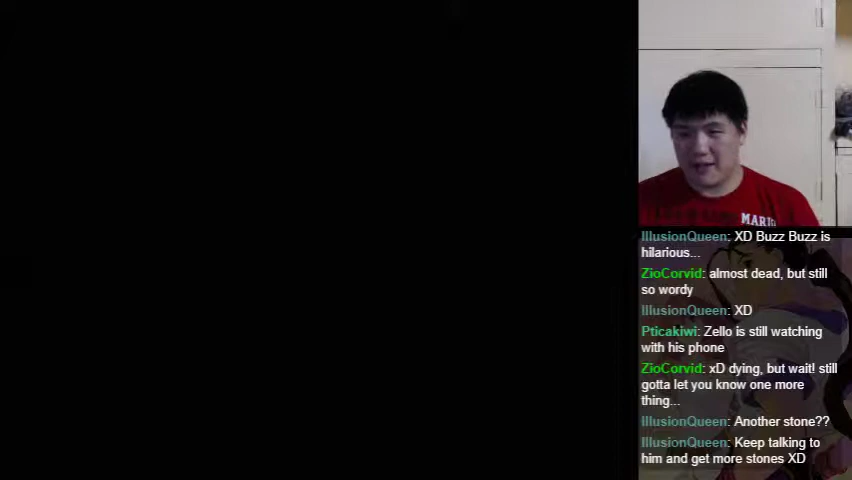 MARIO
IllusionQueen: XD Buzz Buzz is
hilarious...
ZioCorvid: almost dead, but still
so wordy
IllusionQueen: XD
Pticakiwi: Zello is still watching
with his phone
ZioCorvid: xD dying, but wait! still
gotta let you know one more
thing...
IllusionQueen: Another stone??
IllusionQueen: Keep talking to
him and get more stones XD